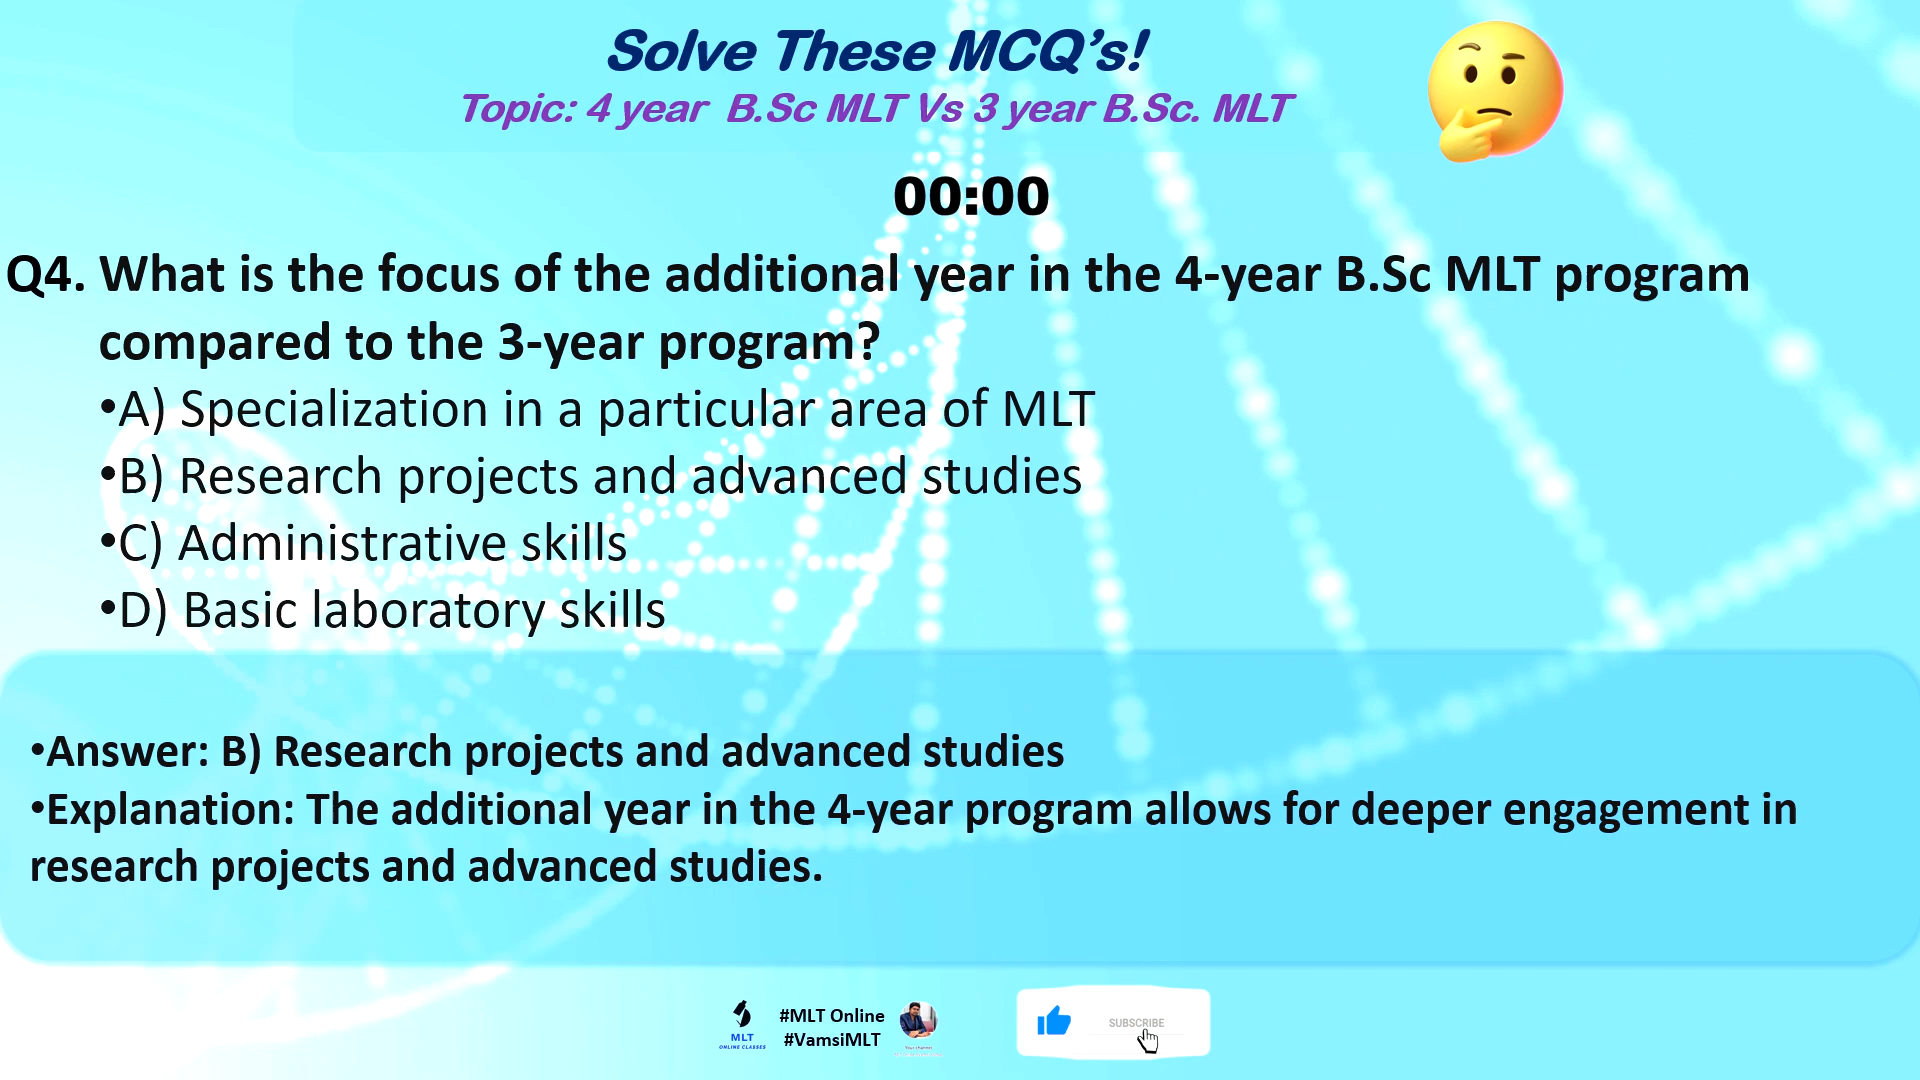 Solve These MCQ’s!
Topic: 4 year B.Sc MLT Vs 3 year B.Sc. MLT
00:00
Q4. What is the focus of the additional year in the 4-year B.Sc MLT program
compared to the 3-year program?
•A) Specialization in a particular area of MLT
•B) Research projects and advanced studies
•C) Administrative skills
•D) Basic laboratory skills
•Answer: B) Research projects and advanced studies
•Explanation: The additional year in the 4-year program allows for deeper engagement in
research projects and advanced studies.
MLT
ONLINE CLASSES
#MLT Online
#VamsiMLT
SUBSCRIBE